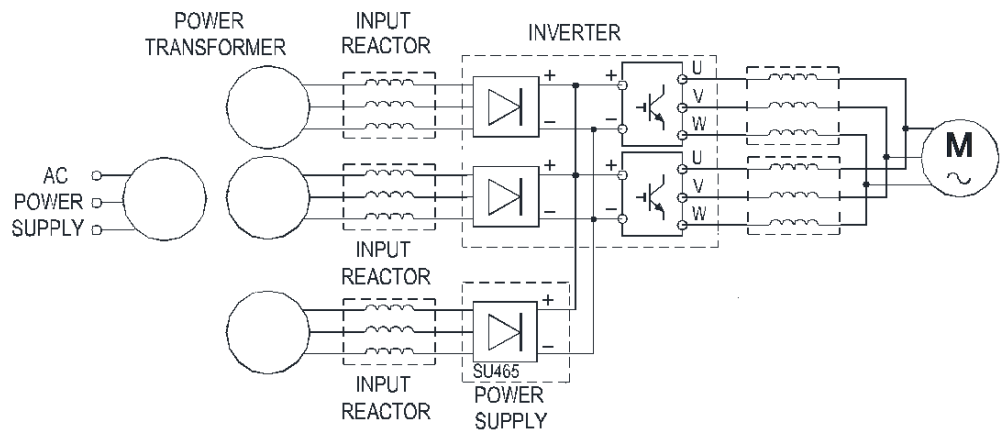 POWER
TRANSFORMER
INPUT
REACTOR
INVERTER
+
+
U
−
−
V
W
M
∼
AC
POWER
SUPPLY
+
+
U
−
−
V
W
INPUT
REACTOR
+
−
SU465
INPUT
REACTOR
POWER
SUPPLY